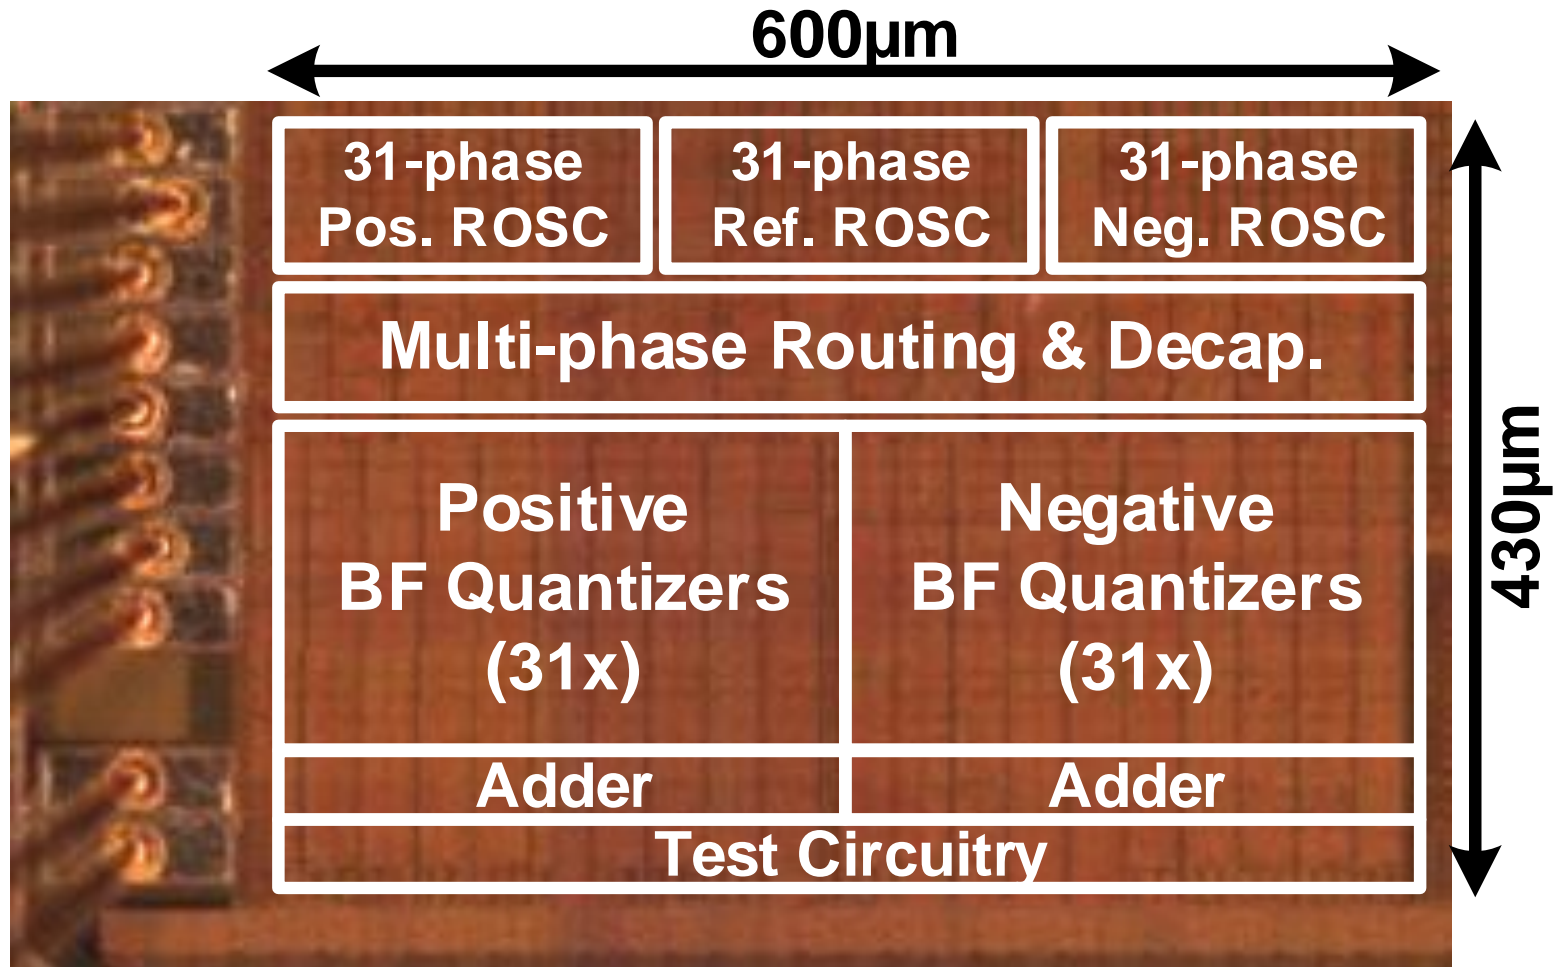 600µm
31-phase
Pos. ROSC
31-phase
Ref. ROSC
31-phase
Neg. ROSC
Multi-phase Routing & Decap.
430µm
Positive
BF Quantizers
(31x)
Negative
BF Quantizers
(31x)
Adder
Adder
Test Circuitry